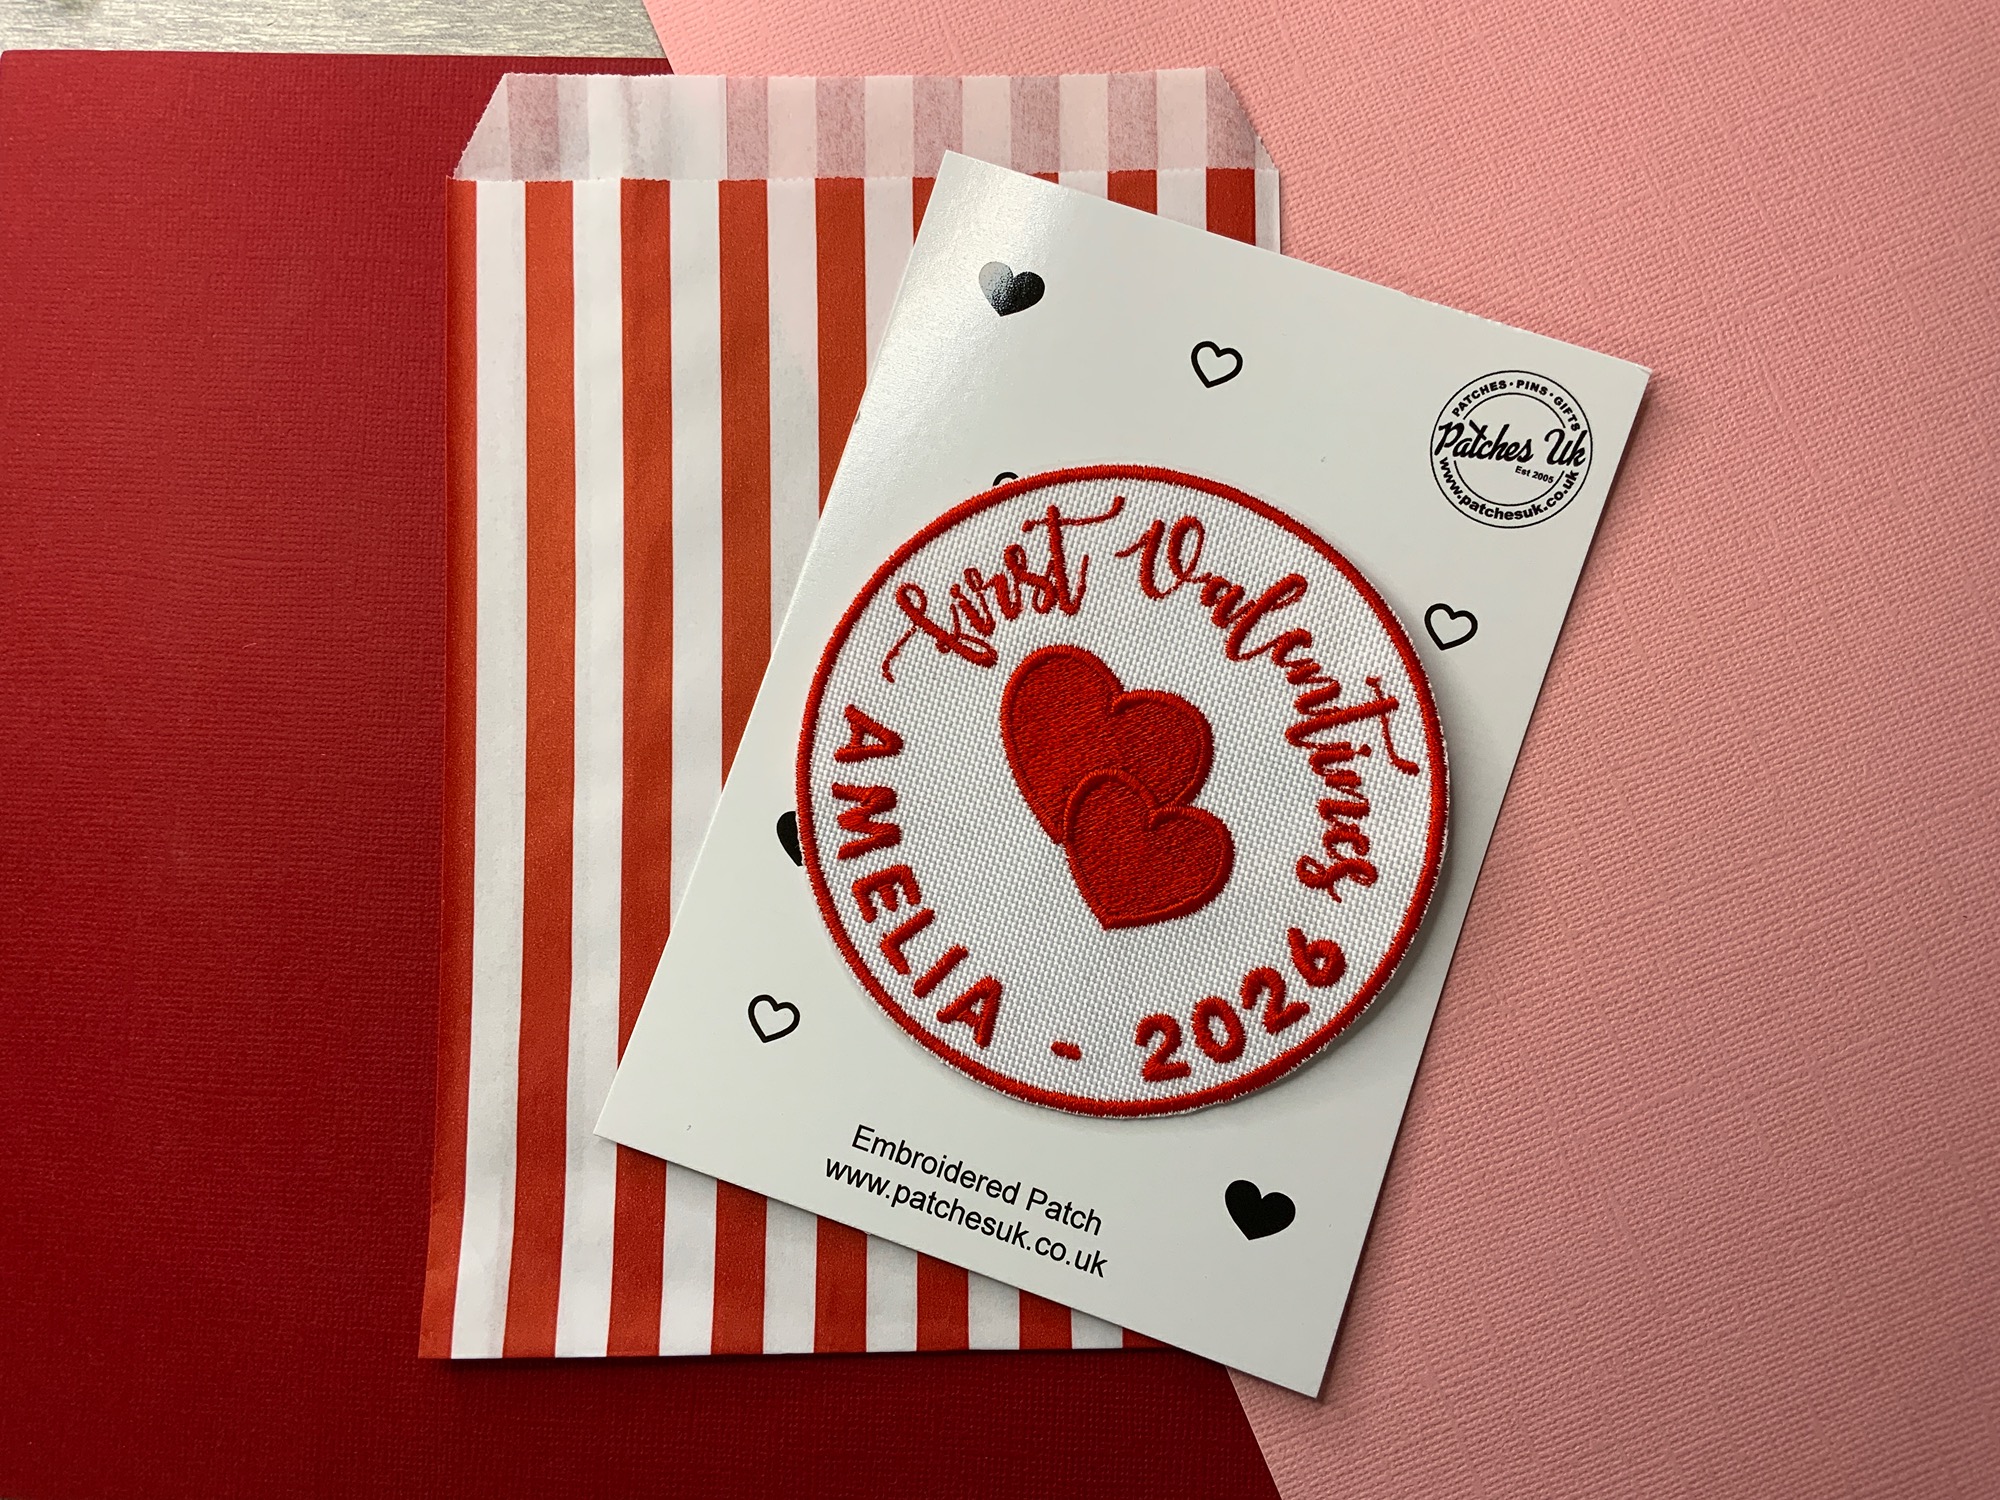 PATCHES • PINS • GIFTS
Patches Uk
Est 2005
www.patchesuk.co.uk
first Valentines
AMELIA - 2026
Embroidered Patch
www.patchesuk.co.uk